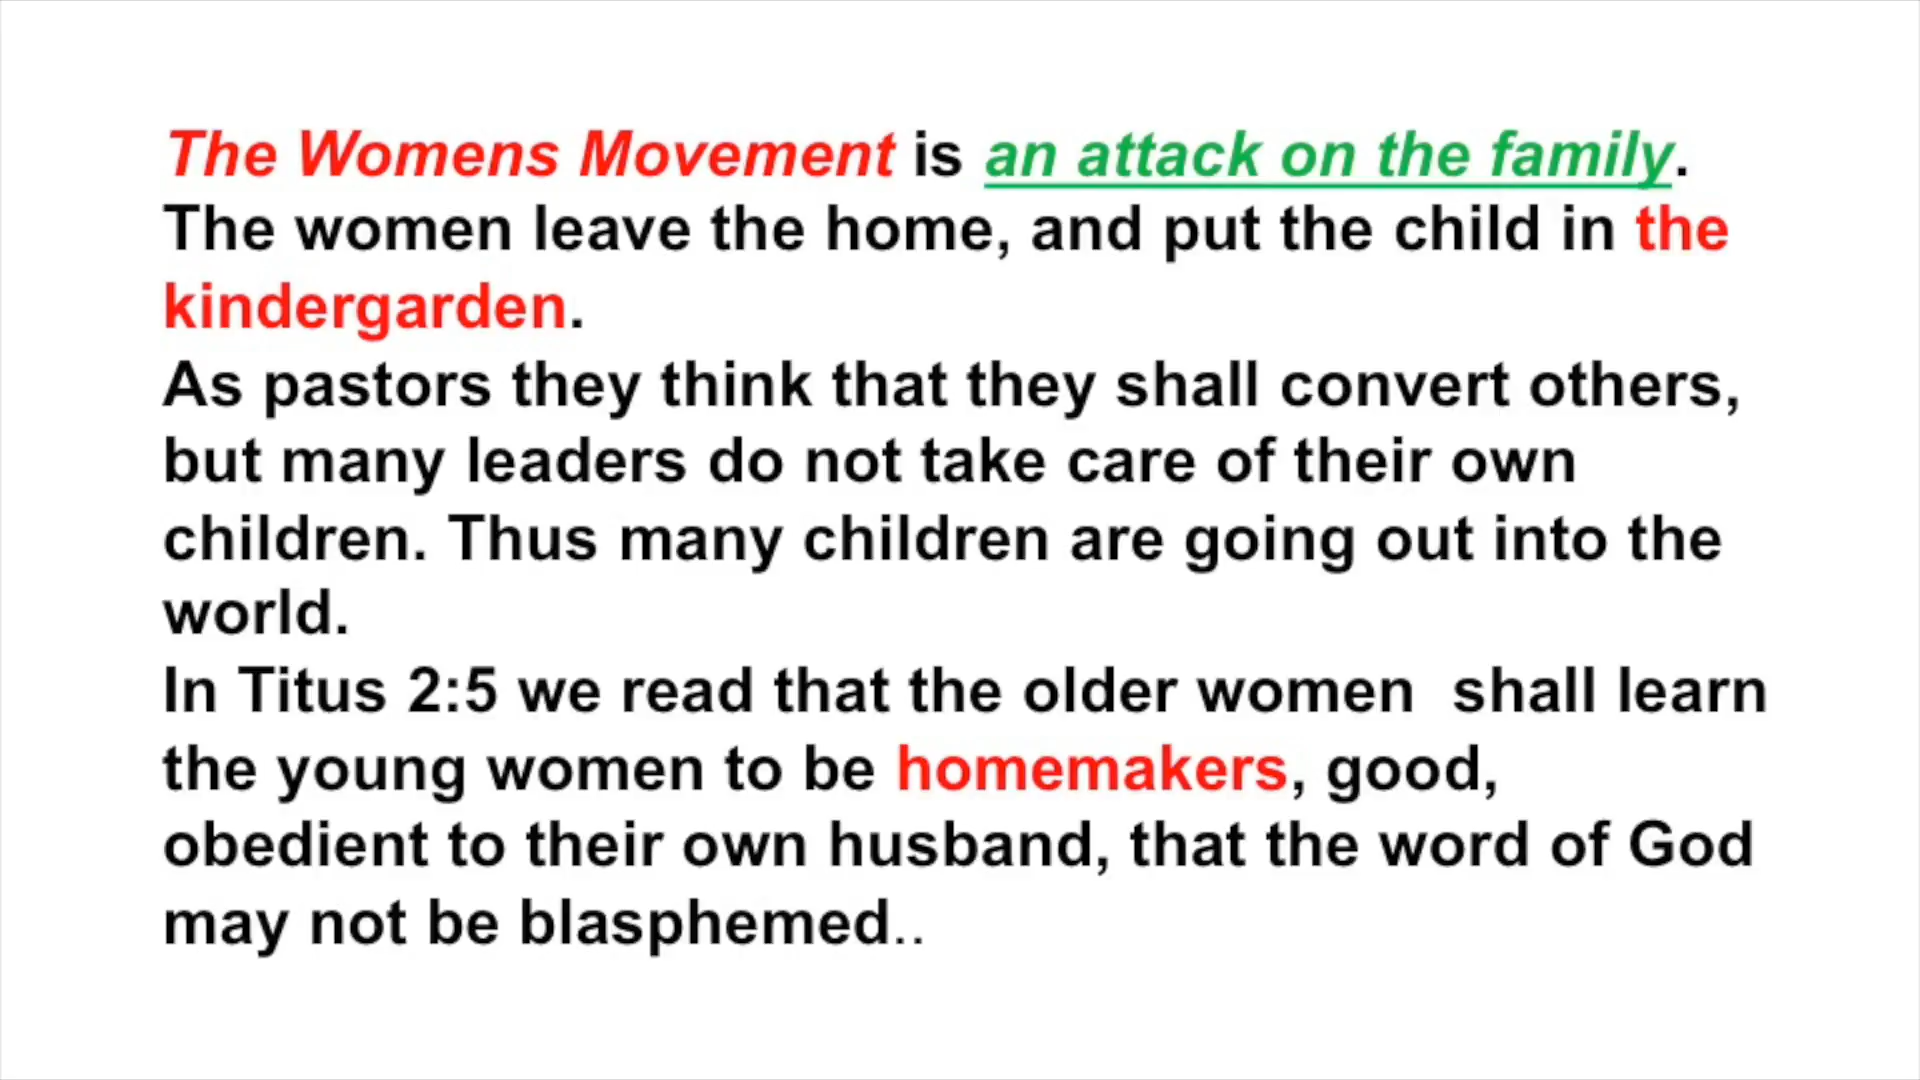 The Womens Movement is an attack on the family.
The women leave the home, and put the child in the
kindergarden.
As pastors they think that they shall convert others,
but many leaders do not take care of their own
children. Thus many children are going out into the
world.
In Titus 2:5 we read that the older women  shall learn
the young women to be homemakers, good,
obedient to their own husband, that the word of God
may not be blasphemed..